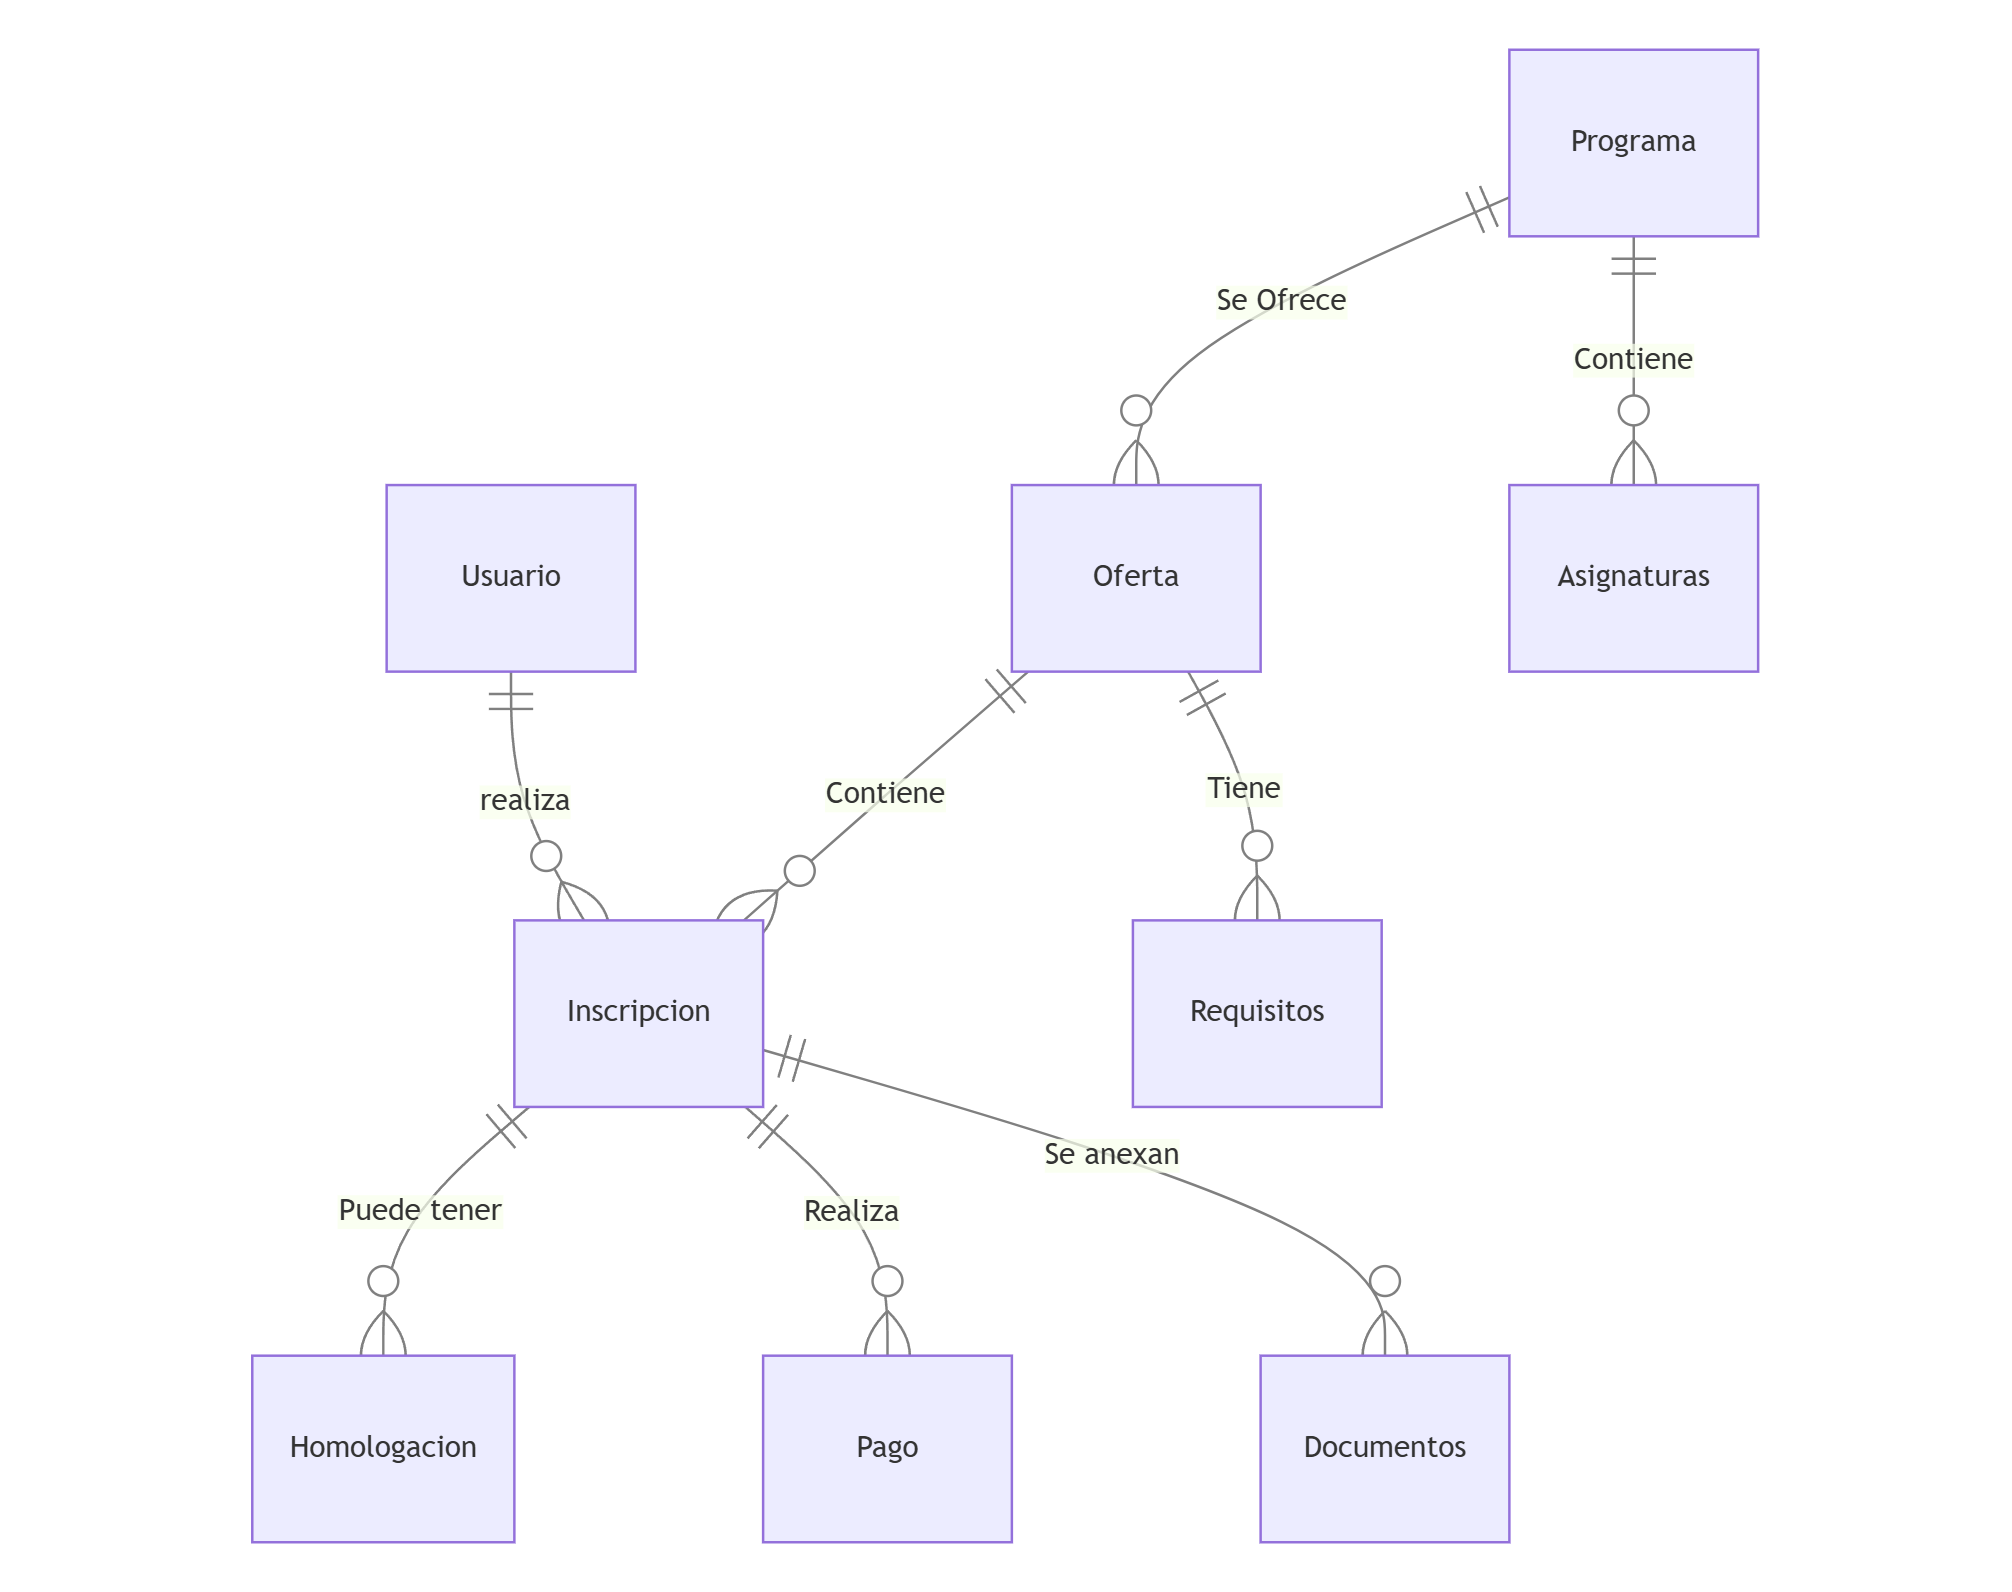 Programa
Se Ofrece
Contiene
Usuario
Oferta
Asignaturas
realiza
Contiene
Tiene
Inscripcion
Requisitos
Se anexan
Puede tener
Realiza
Homologacion
Pago
Documentos